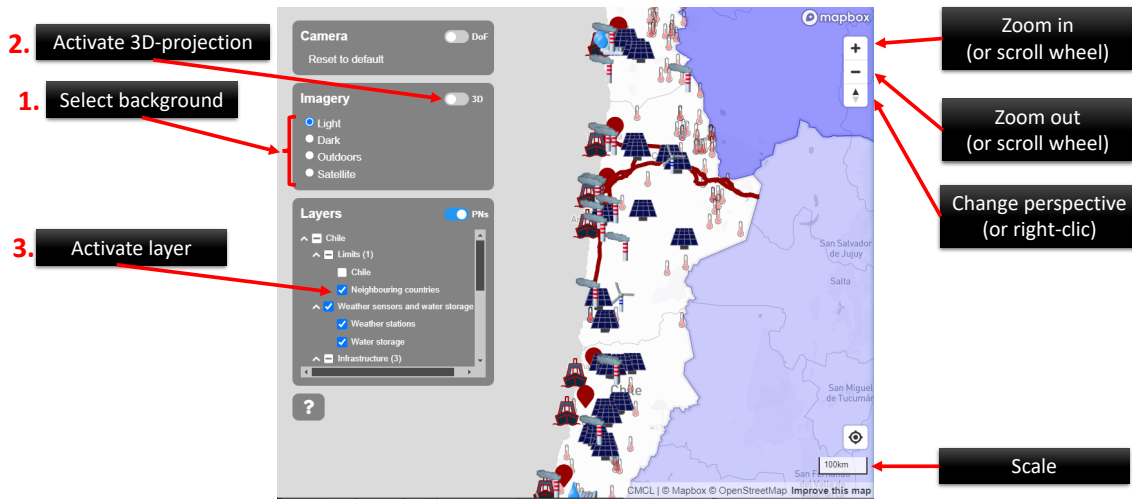 2.
Activate 3D-projection
1.
Select background
3.
Activate layer
Camera
DoF
Reset to default
Imagery
3D
Light
Dark
Outdoors
Satellite
Layers
PNs
Chile
Limits (1)
Chile
Neighbouring countries
Weather sensors and water storage
Weather stations
Water storage
Infrastructure (3)
?
mapbox
San Salvador
de Jujuy
Salta
Chile
San Miguel
de Tucumán
100km
CMCL | © Mapbox © OpenStreetMap Improve this map
Zoom in
(or scroll wheel)
Zoom out
(or scroll wheel)
Change perspective
(or right-clic)
Scale